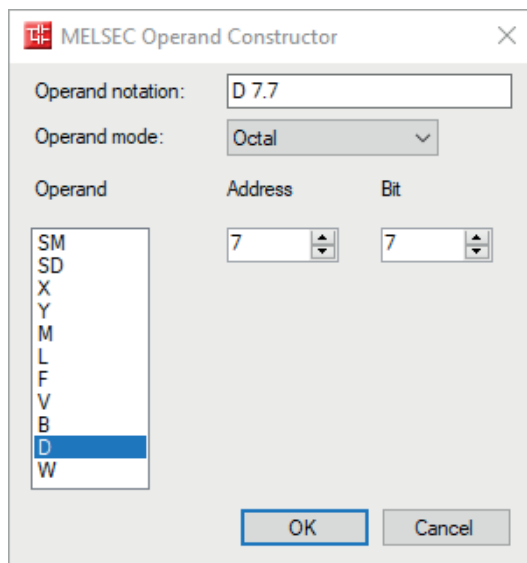 MELSEC Operand Constructor
Operand notation: D 7.7
Operand mode: Octal
Operand Address Bit
SM 7 7
SD
X
Y
M
L
F
V
B
D
W
OK Cancel